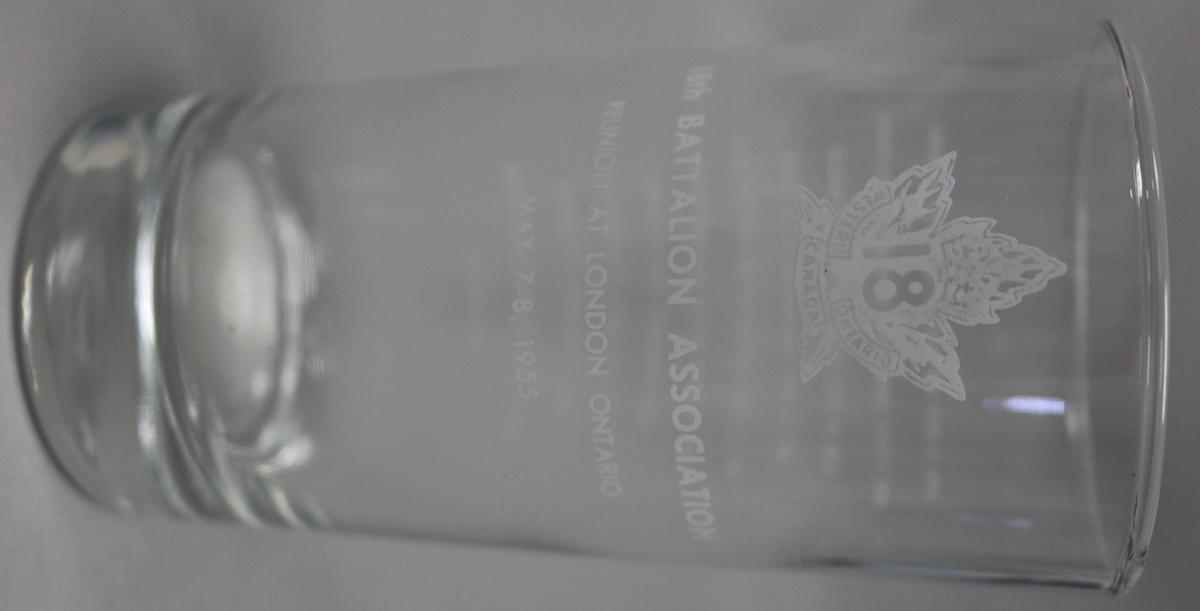 18
WESTERN ONTARIO
CANADA
18th BATTALION ASSOCIATION
REUNION AT LONDON ONTARIO
MAY 7-8, 1955